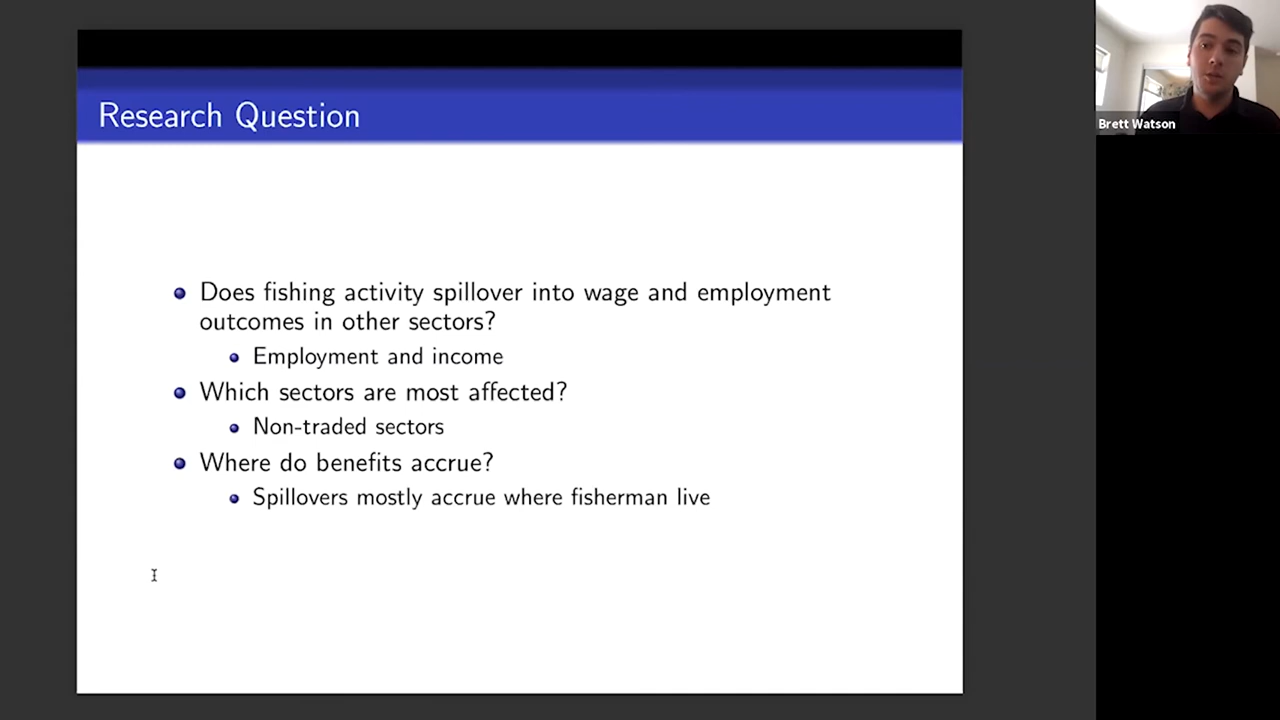 Research Question
Does fishing activity spillover into wage and employment
outcomes in other sectors?
Employment and income
Which sectors are most affected?
Non-traded sectors
Where do benefits accrue?
Spillovers mostly accrue where fisherman live
Brett Watson